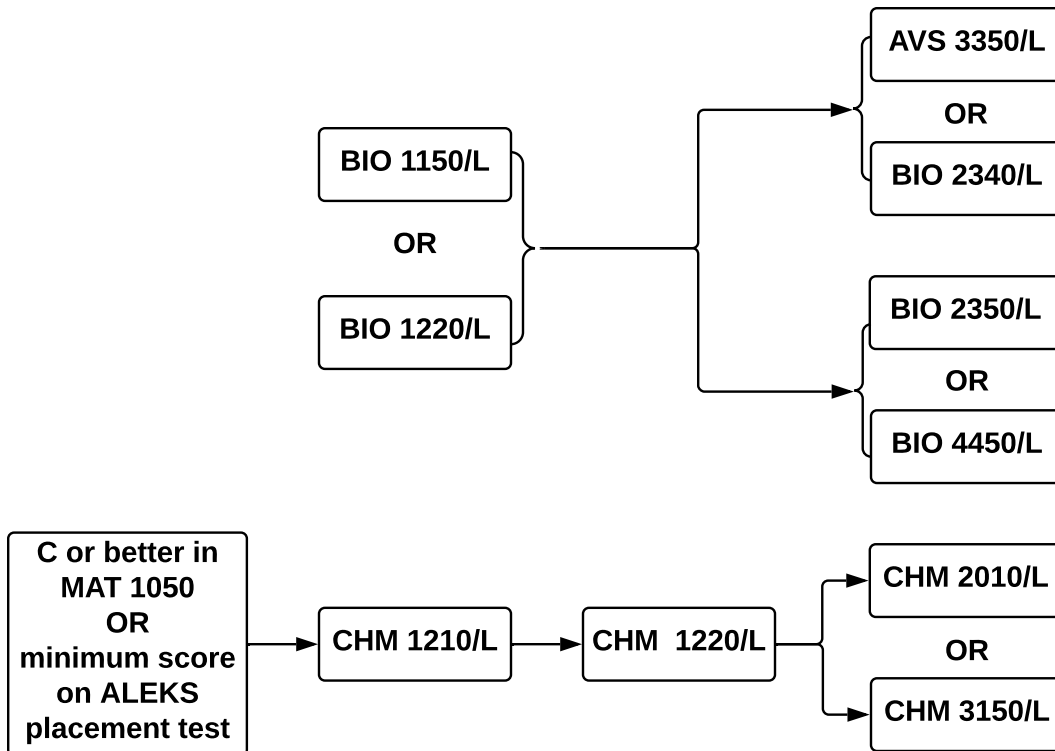 AVS 3350/L
OR
BIO 2340/L
BIO 1150/L
OR
BIO 1220/L
BIO 2350/L
OR
BIO 4450/L
C or better in
MAT 1050
OR
minimum score
on ALEKS
placement test
CHM 1210/L
CHM 1220/L
CHM 2010/L
OR
CHM 3150/L